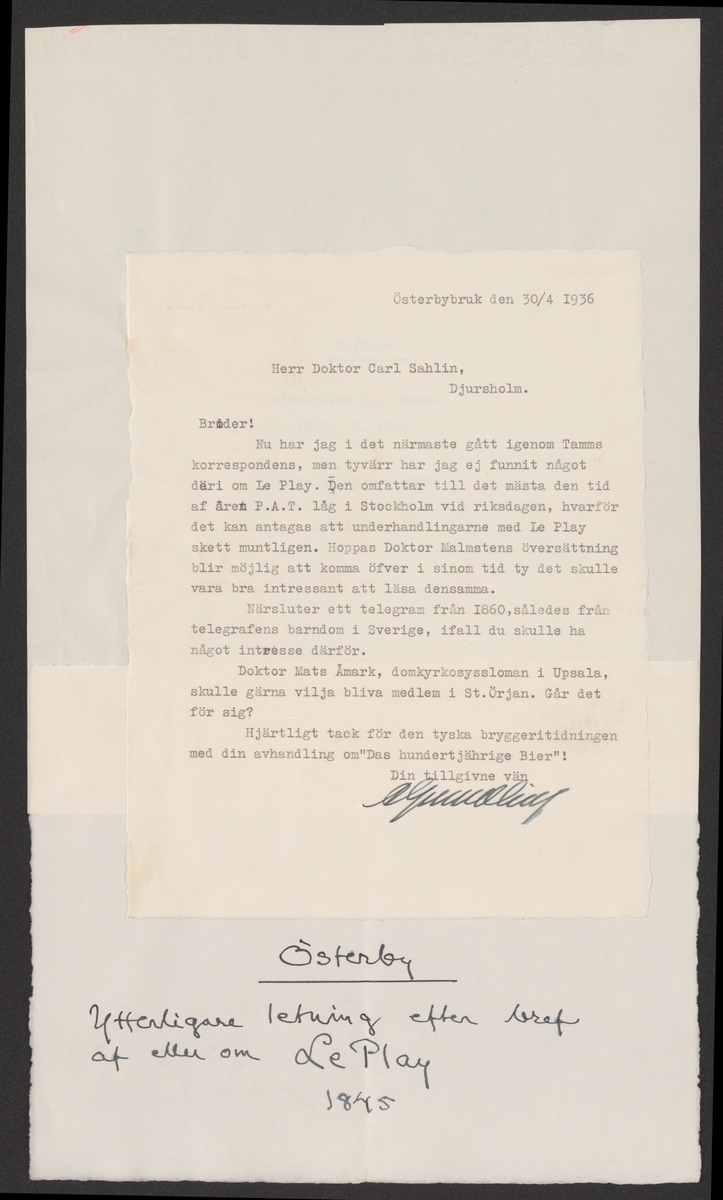 Österbybruk den 30/4 1936
Herr Doktor Carl Sahlin,
Djursholm.
Broder!
Nu har jag i det närmaste gått igenom Tamms
korrespondens, men tyvärr har jag ej funnit något
däri om Le Play. Den omfattar till det mästa den tid
af året P.A.T. låg i Stockholm vid riksdagen, hvarför
det kan antagas att underhandlingarne med Le Play
skett muntligen. Hoppas Doktor Malmstens översättning
blir möjlig att komma öfver i sinom tid ty det skulle
vara bra intressant att läsa densamma.
Närsluter ett telegram från I860,således från
telegrafens barndom i Sverige, ifall du skulle ha
något intresse därför.
Doktor Mats Åmark, domkyrkosyssloman i Upsala,
skulle gärna vilja bliva medlem i St.Örjan. Går det
för sig?
Hjärtligt tack för den tyska bryggeritidningen
med din avhandling om"Das hundertjährige Bier"!
Din tillgivne vän
Österby
Ytterligare letning efter bref
af eller om Le Play
1845